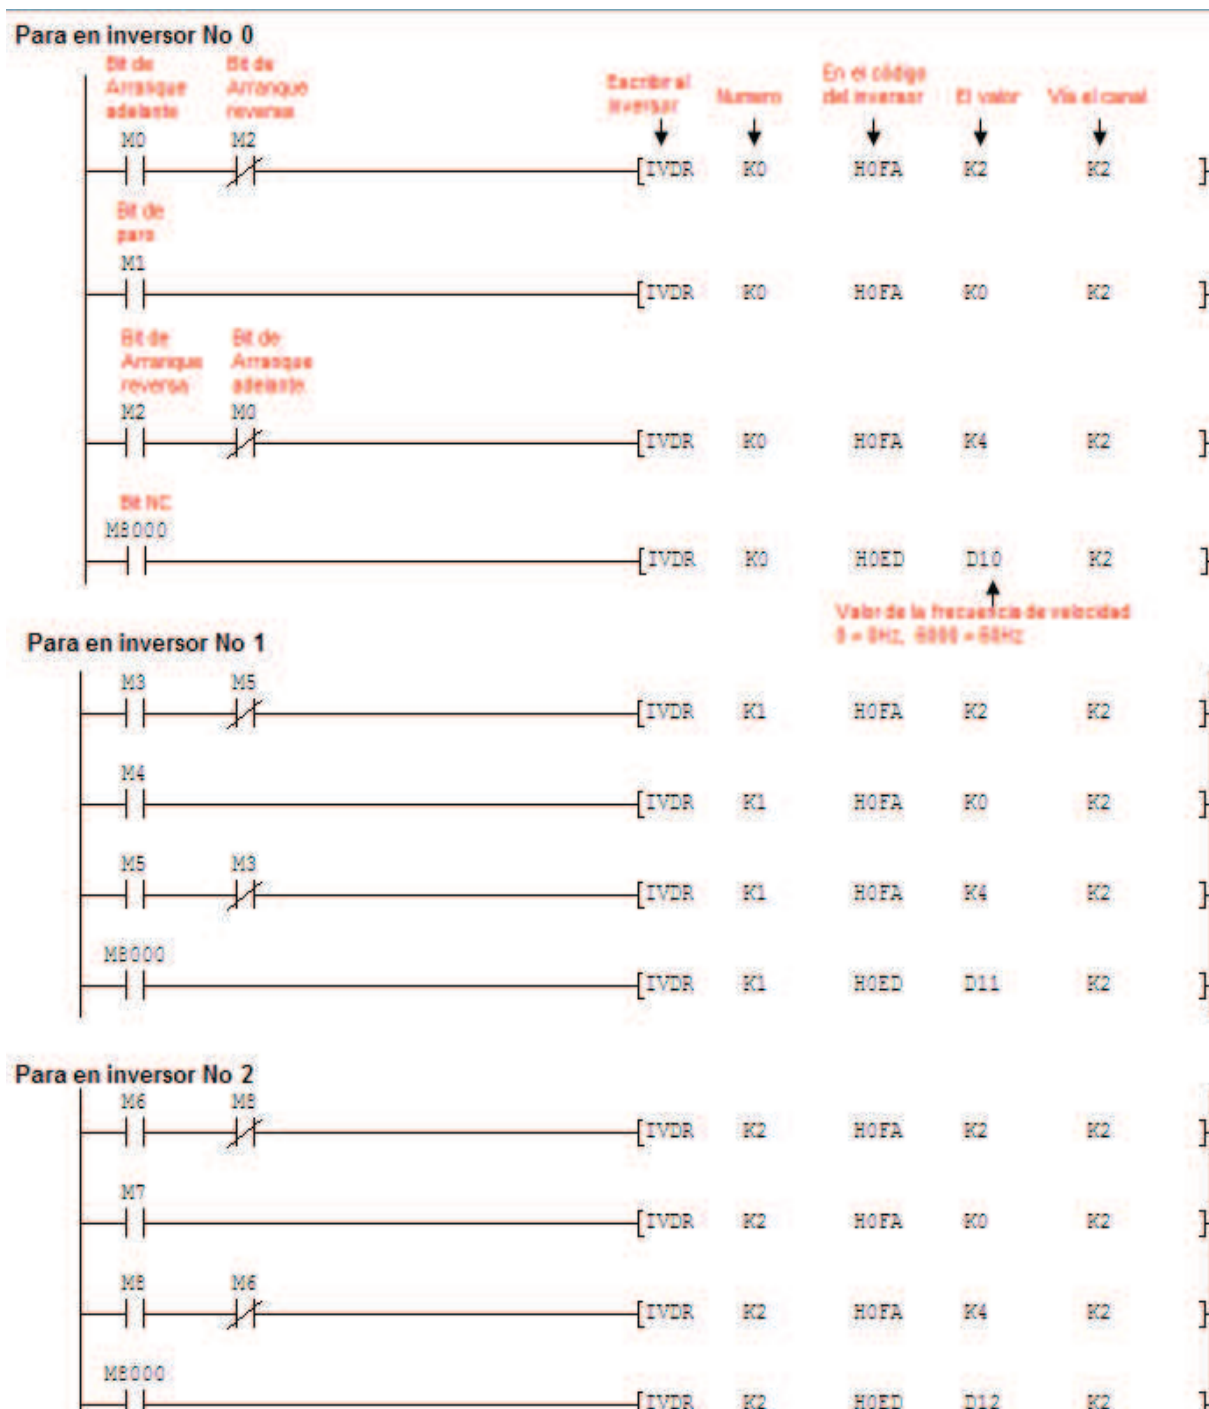 Para en inversor No 0
Bit de Arranque adelante
Bit de Arranque reversa
Escribir al inversor
Numero
En el código del inversor
El valor
Vía el canal
M0 M2 [IVDR K0 H0FA K2 K2 ]
Bit de paro
M1 [IVDR K0 H0FA K0 K2 ]
Bit de Arranque reversa
Bit de Arranque adelante
M2 M0 [IVDR K0 H0FA K4 K2 ]
Bit NC
M8000 [IVDR K0 H0ED D10 K2 ]
Valor de la frecuencia de velocidad
0 = 0Hz, 6000 = 60Hz
Para en inversor No 1
M3 M5 [IVDR K1 H0FA K2 K2 ]
M4 [IVDR K1 H0FA K0 K2 ]
M5 M3 [IVDR K1 H0FA K4 K2 ]
M8000 [IVDR K1 H0ED D11 K2 ]
Para en inversor No 2
M6 M8 [IVDR K2 H0FA K2 K2 ]
M7 [IVDR K2 H0FA K0 K2 ]
M8 M6 [IVDR K2 H0FA K4 K2 ]
M8000 [IVDR K2 H0ED D12 K2 ]